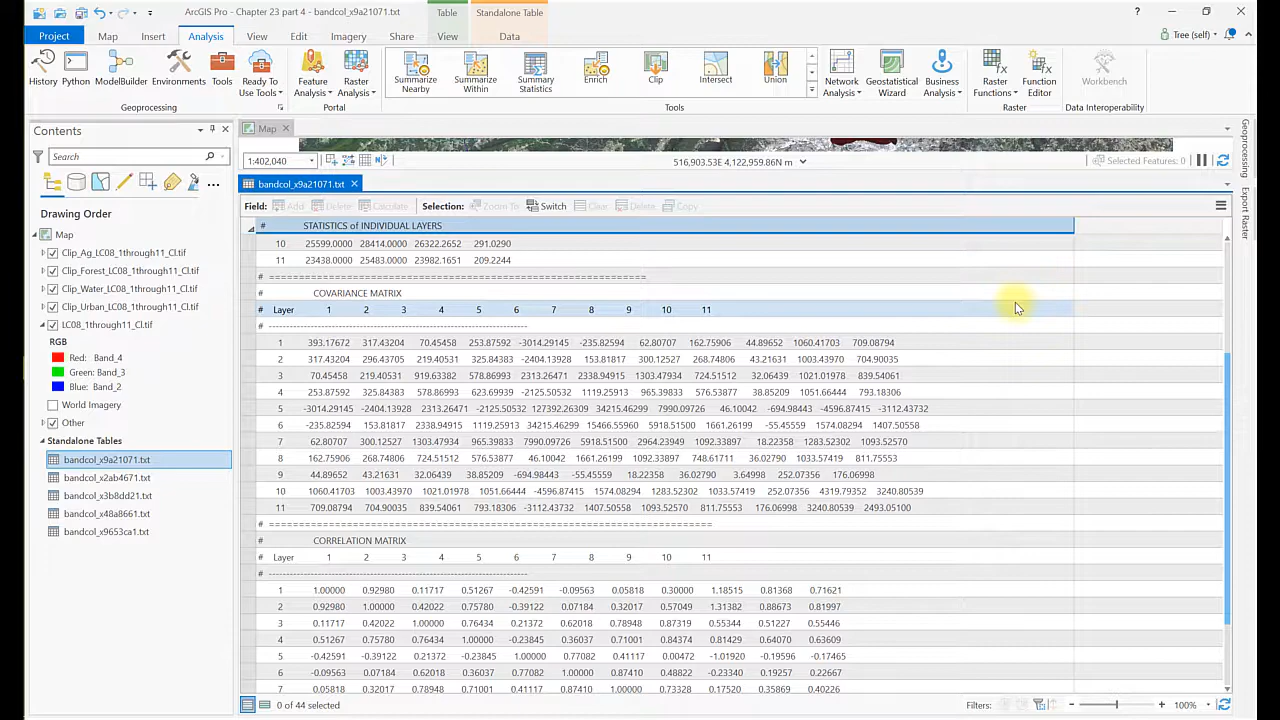 ArcGIS Pro - Chapter 23 part 4 - bandcol_x9a21071.txt
Table
Standalone Table
?
Project
Map
Insert
Analysis
View
Edit
Imagery
Share
View
Data
Tree (self)
History
Python
ModelBuilder
Environments
Tools
Ready To Use Tools
Feature Analysis
Raster Analysis
Summarize Nearby
Summarize Within
Summary Statistics
Enrich
Clip
Intersect
Union
Network Analysis
Geostatistical Wizard
Business Analysis
Raster Functions
Function Editor
Workbench
Geoprocessing
Portal
Tools
Raster
Data Interoperability
Contents
Search
Drawing Order
Map
Clip_Ag_LC08_1through11_Cl.tif
Clip_Forest_LC08_1through11_Cl.tif
Clip_Water_LC08_1through11_Cl.tif
Clip_Urban_LC08_1through11_Cl.tif
LC08_1through11_Cl.tif
RGB
Red: Band_4
Green: Band_3
Blue: Band_2
World Imagery
Other
Standalone Tables
bandcol_x9a21071.txt
bandcol_x2ab4671.txt
bandcol_x3b8dd21.txt
bandcol_x48a8661.txt
bandcol_x9653ca1.txt
Map
1:402,040
516,903.53E 4,122,959.86N m
Selected Features: 0
bandcol_x9a21071.txt
Field: Add Delete Calculate Selection: Zoom To Switch Clear Delete Copy
# STATISTICS of INDIVIDUAL LAYERS
10 25599.0000 28414.0000 26322.2652 291.0290
11 23438.0000 25483.0000 23982.1651 209.2244
# ===============================================================
# COVARIANCE MATRIX
# Layer 1 2 3 4 5 6 7 8 9 10 11
# ---------------------------------------------------------------
1 393.17672 317.43204 70.45458 253.87592 -3014.29145 -235.82594 62.80707 162.75906 44.89652 1060.41703 709.08794
2 317.43204 296.43705 219.40531 325.84383 -2404.13928 153.81817 300.12527 268.74806 43.21631 1003.43970 704.90035
3 70.45458 219.40531 919.63382 578.86993 2313.26471 2338.94915 1303.47934 724.51512 32.06439 1021.01978 839.54061
4 253.87592 325.84383 578.86993 623.69939 -2125.50532 1119.25913 965.39833 576.53877 38.85209 1051.66444 793.18306
5 -3014.29145 -2404.13928 2313.26471 -2125.50532 127392.26309 34215.46299 7990.09726 46.10042 -694.98443 -4596.87415 -3112.43732
6 -235.82594 153.81817 2338.94915 1119.25913 34215.46299 15466.55960 5918.51500 1661.26199 -55.45559 1574.08294 1407.50558
7 62.80707 300.12527 1303.47934 965.39833 7990.09726 5918.51500 2964.23949 1092.33897 18.22358 1283.52302 1093.52570
8 162.75906 268.74806 724.51512 576.53877 46.10042 1661.26199 1092.33897 748.61711 36.02790 1033.57419 811.75553
9 44.89652 43.21631 32.06439 38.85209 -694.98443 -55.45559 18.22358 36.02790 3.64998 252.07356 176.06998
10 1060.41703 1003.43970 1021.01978 1051.66444 -4596.87415 1574.08294 1283.52302 1033.57419 252.07356 4319.79352 3240.80539
11 709.08794 704.90035 839.54061 793.18306 -3112.43732 1407.50558 1093.52570 811.75553 176.06998 3240.80539 2493.05100
# ===============================================================
# CORRELATION MATRIX
# Layer 1 2 3 4 5 6 7 8 9 10 11
# ---------------------------------------------------------------
1 1.00000 0.92980 0.11717 0.51267 -0.42591 -0.09563 0.05818 0.30000 1.18515 0.81368 0.71621
2 0.92980 1.00000 0.42022 0.75780 -0.39122 0.07184 0.32017 0.57049 1.31382 0.88673 0.81997
3 0.11717 0.42022 1.00000 0.76434 0.21372 0.62018 0.78948 0.87319 0.55344 0.51227 0.55446
4 0.51267 0.75780 0.76434 1.00000 -0.23845 0.36037 0.71001 0.84374 0.81429 0.64070 0.63609
5 -0.42591 -0.39122 0.21372 -0.23845 1.00000 0.77082 0.41117 0.00472 -1.01920 -0.19596 -0.17465
6 -0.09563 0.07184 0.62018 0.36037 0.77082 1.00000 0.87410 0.48822 -0.23340 0.19257 0.22667
7 0.05818 0.32017 0.78948 0.71001 0.41117 0.87410 1.00000 0.73328 0.17520 0.35869 0.40226
0 of 44 selected
Filters:
100%
Geoprocessing
Export Raster